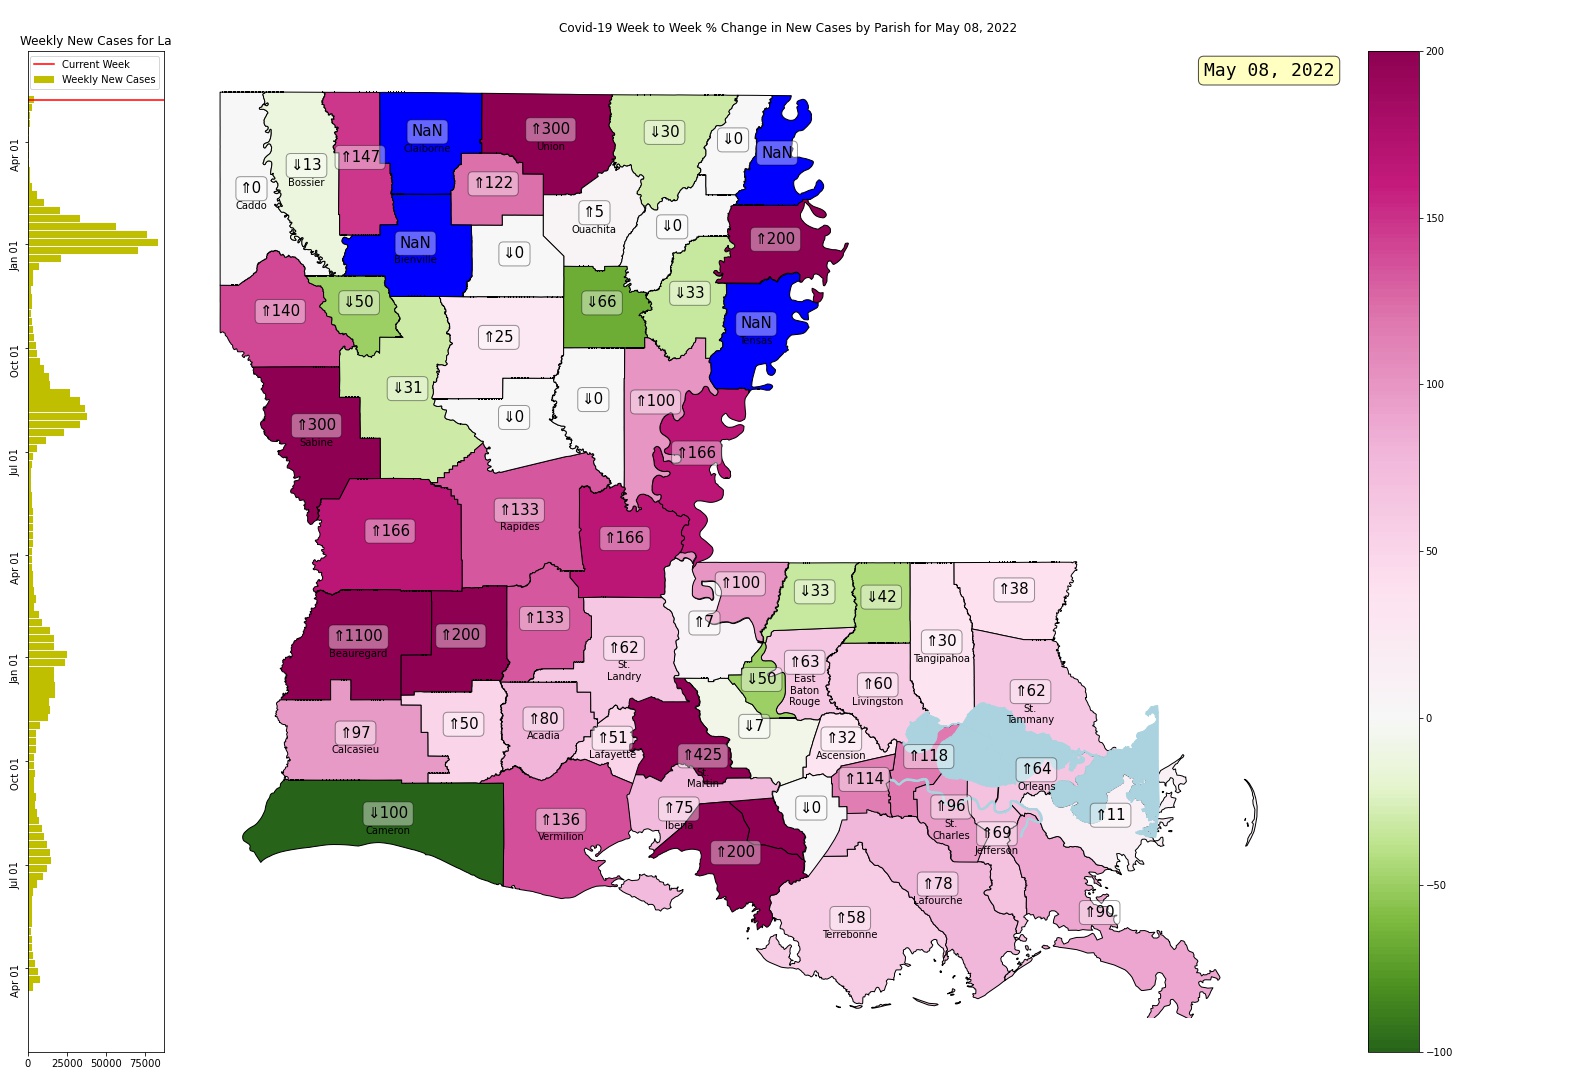 Covid-19 Week to Week % Change in New Cases by Parish for May 08, 2022
Weekly New Cases for La
Current Week
Weekly New Cases
May 08, 2022
Apr 01
Jan 01
Oct 01
Jul 01
Apr 01
Jan 01
Oct 01
Jul 01
Apr 01
0 25000 50000 75000
200
150
100
50
0
−50
−100
⇑0
Caddo
⇓13
Bossier
⇑147
NaN
Claiborne
⇑300
Union
⇓30
⇓0
NaN
⇑122
⇑5
Ouachita
⇓0
⇑200
NaN
Bienville
⇓0
⇑140
⇓50
⇓66
⇓33
NaN
Tensas
⇑25
⇓31
⇓0
⇓0
⇑100
⇑300
Sabine
⇑166
⇑133
Rapides
⇑166
⇑166
⇑100
⇓33
⇓42
⇑38
⇑1100
Beauregard
⇑200
⇑133
⇑62
St.
Landry
⇑7
⇑30
Tangipahoa
⇓50
⇑63
East
Baton
Rouge
⇑60
Livingston
⇑62
St.
Tammany
⇑97
Calcasieu
⇑50
⇑80
Acadia
⇑51
Lafayette
⇑425
St.
Martin
⇓7
⇑32
Ascension
⇑118
⇑64
Orleans
⇑114
⇓100
Cameron
⇑136
Vermilion
⇑75
Iberia
⇓0
⇑96
St.
Charles
⇑11
⇑69
Jefferson
⇑200
⇑78
Lafourche
⇑58
Terrebonne
⇑90